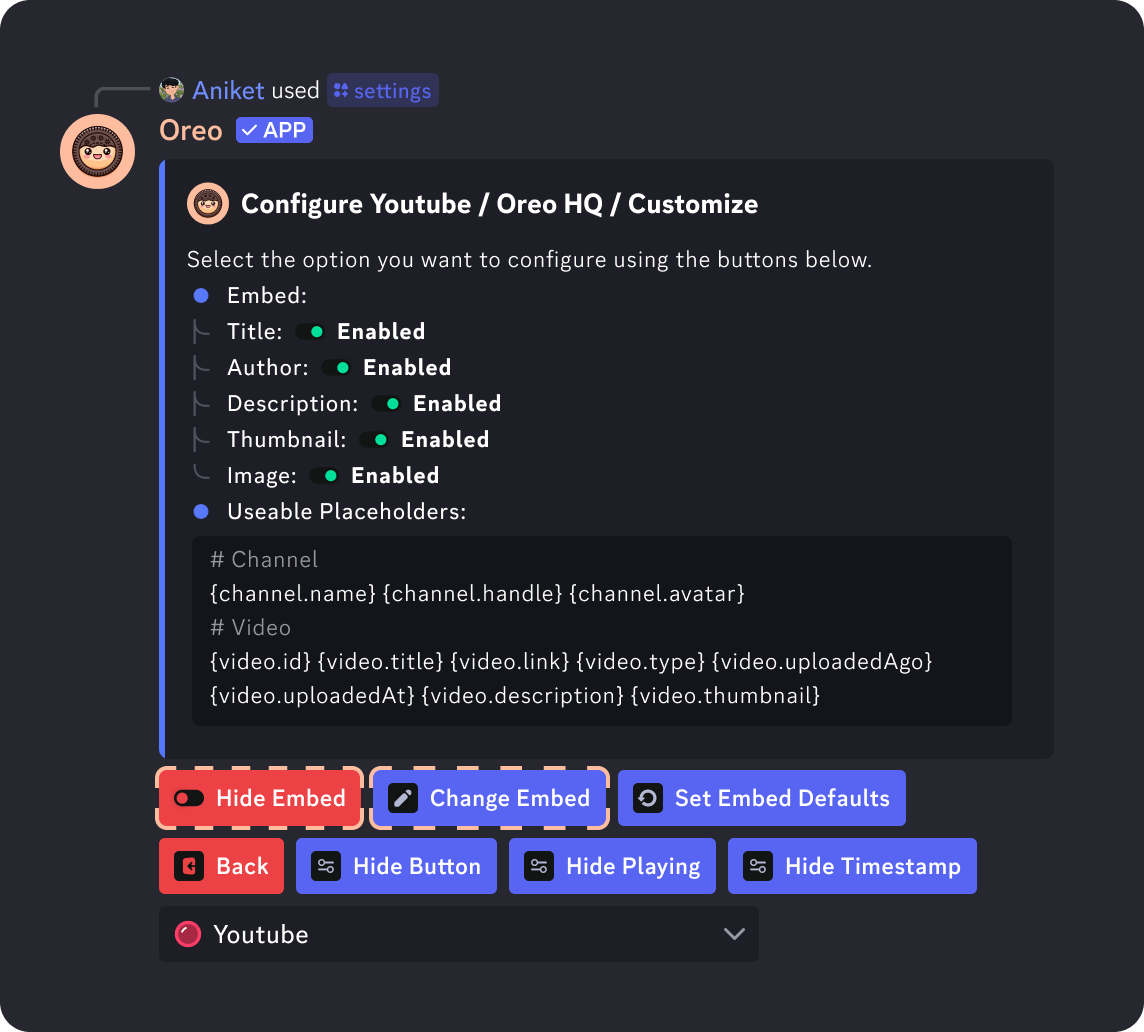 Aniket used settings
Oreo APP
Configure Youtube / Oreo HQ / Customize
Select the option you want to configure using the buttons below.
Embed:
Title: Enabled
Author: Enabled
Description: Enabled
Thumbnail: Enabled
Image: Enabled
Useable Placeholders:
# Channel
{channel.name} {channel.handle} {channel.avatar}
# Video
{video.id} {video.title} {video.link} {video.type} {video.uploadedAgo}
{video.uploadedAt} {video.description} {video.thumbnail}
Hide Embed Change Embed Set Embed Defaults
Back Hide Button Hide Playing Hide Timestamp
Youtube